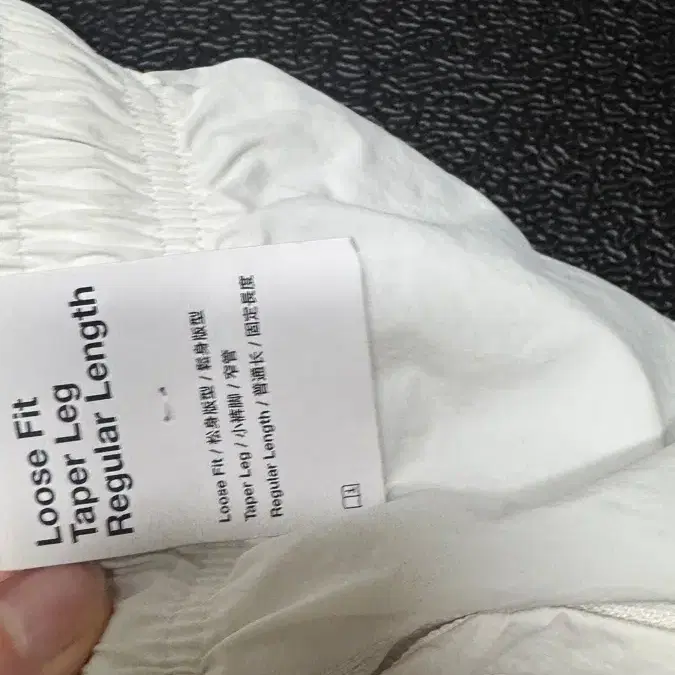 Loose Fit
Taper Leg
Regular Length
Loose Fit / 松身版型 / 鬆身版型
Taper Leg / 小裤脚 / 窄管
Regular Length / 普通长 / 固定長度